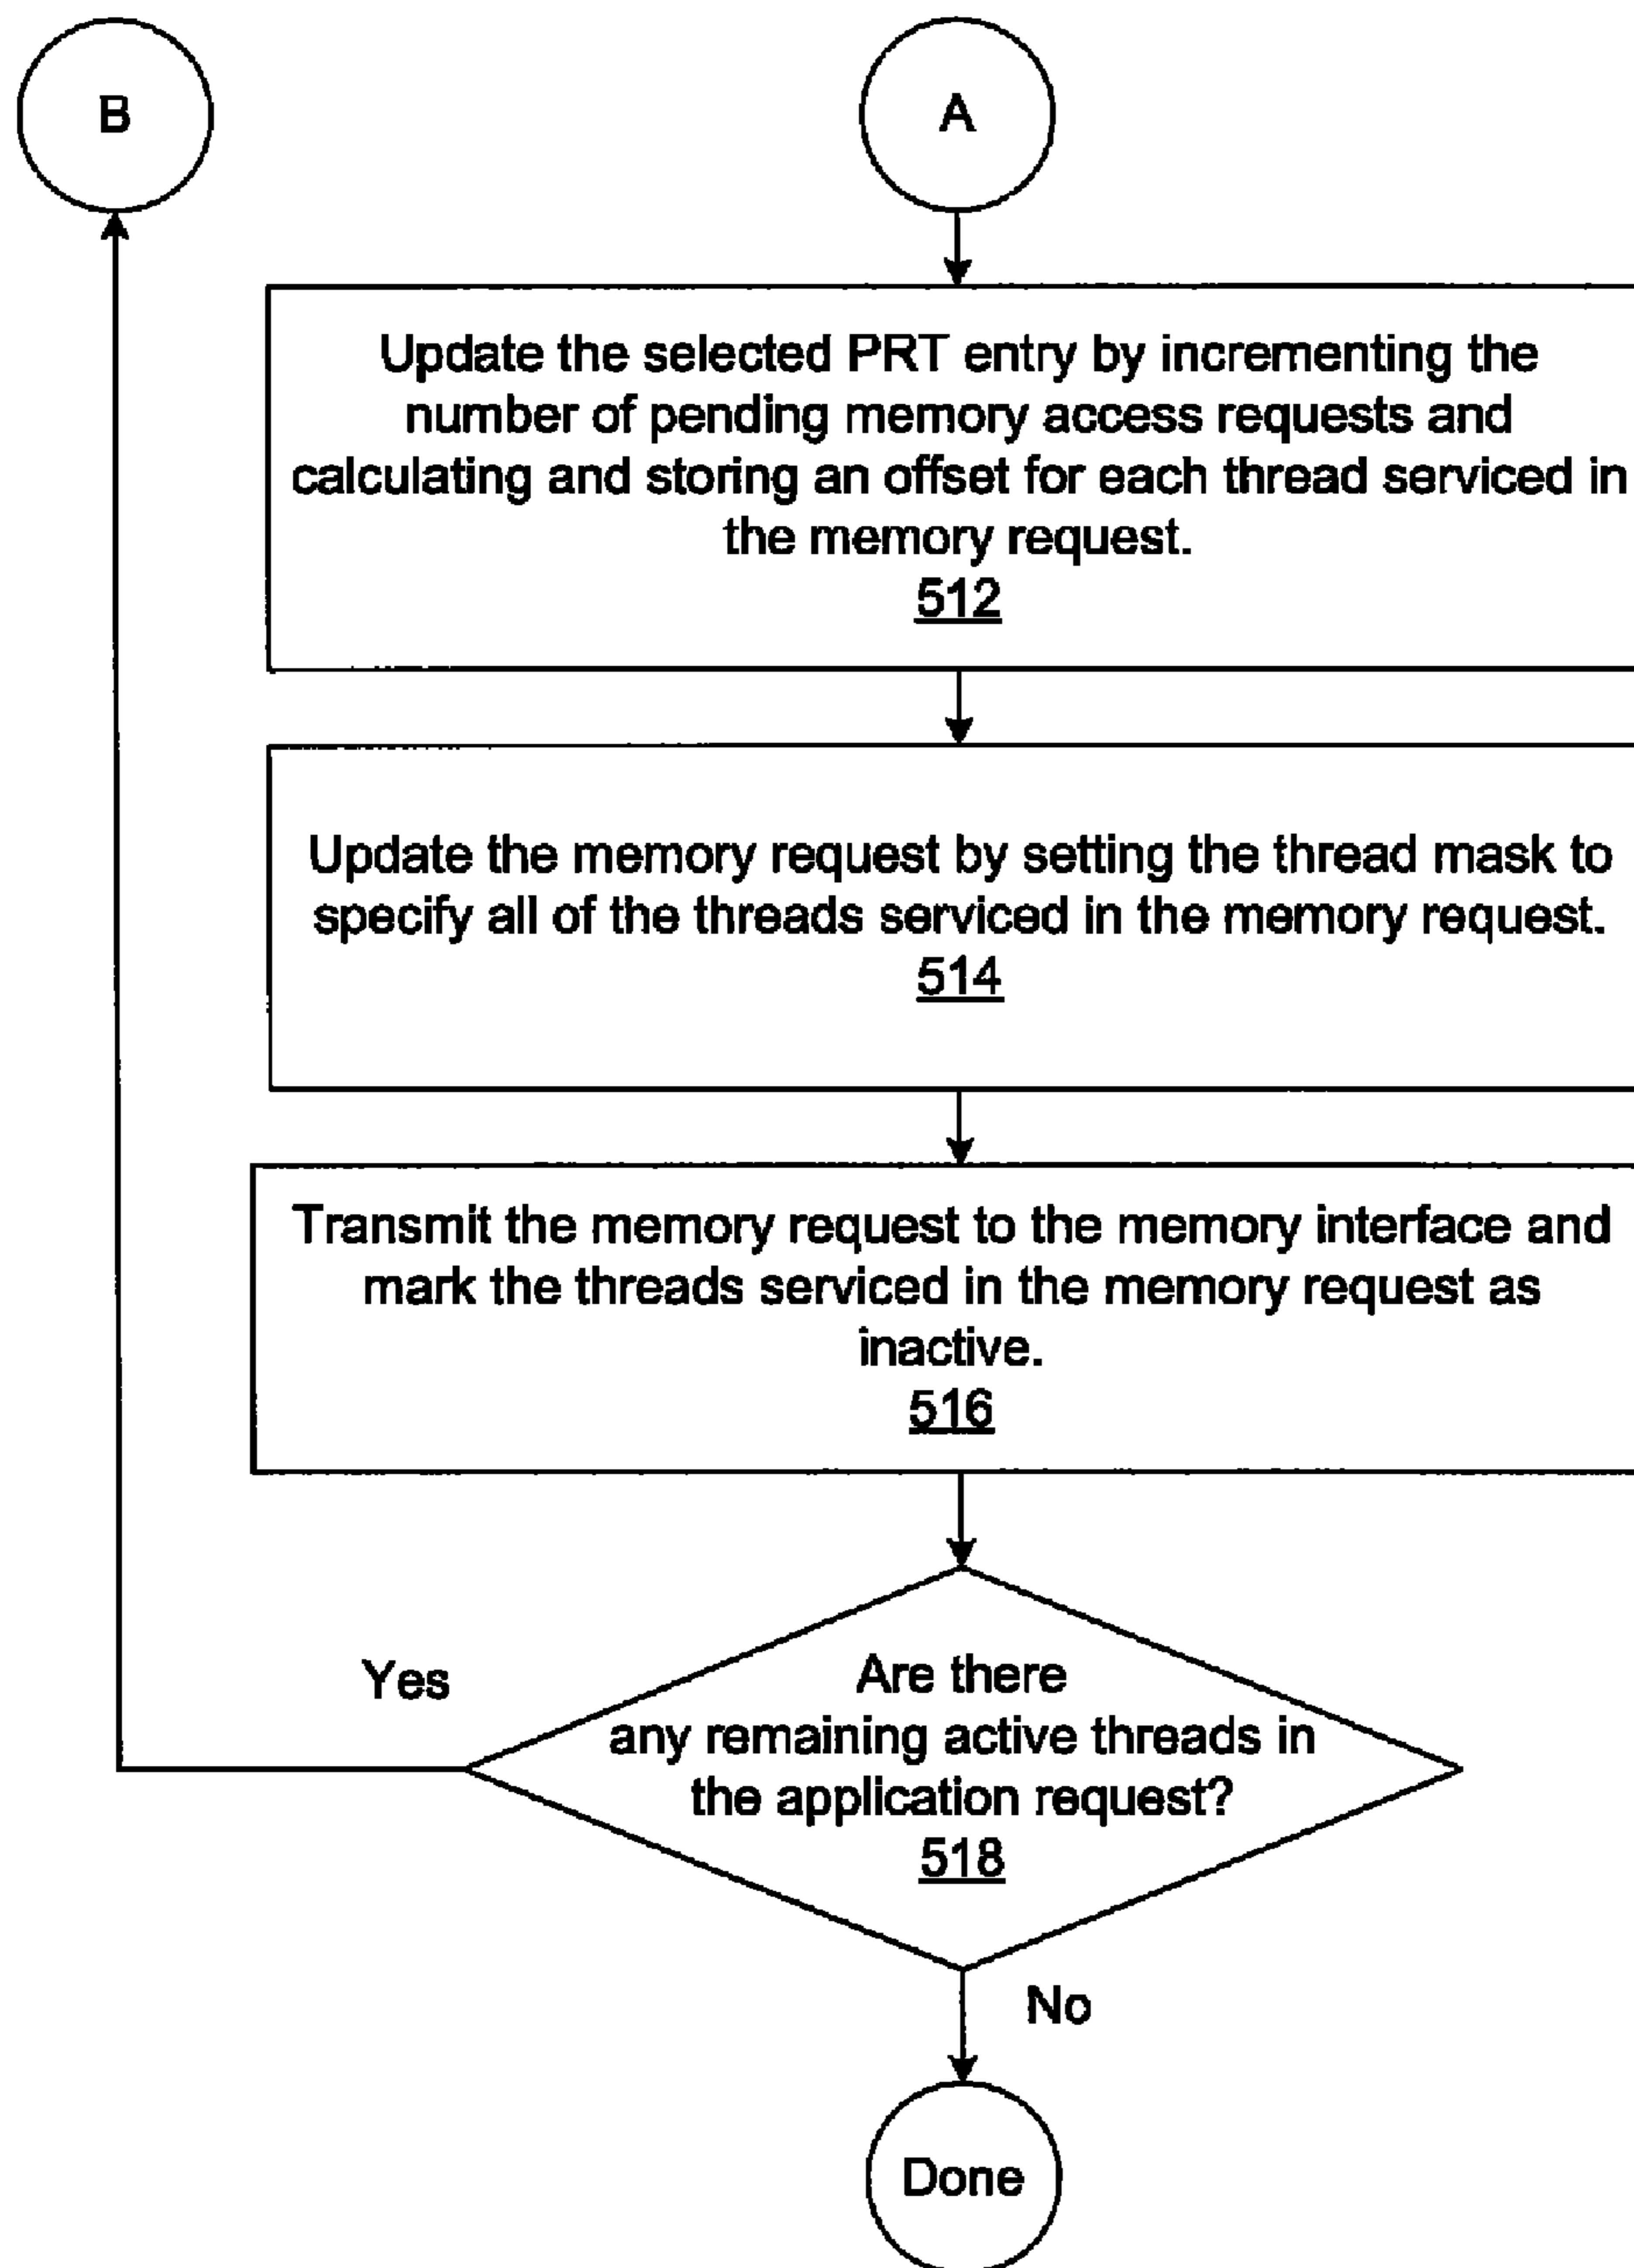 B
A
Update the selected PRT entry by incrementing the
number of pending memory access requests and
calculating and storing an offset for each thread serviced in
the memory request.
512
Update the memory request by setting the thread mask to
specify all of the threads serviced in the memory request.
514
Transmit the memory request to the memory interface and
mark the threads serviced in the memory request as
inactive.
516
Yes
Are there
any remaining active threads in
the application request?
518
No
Done